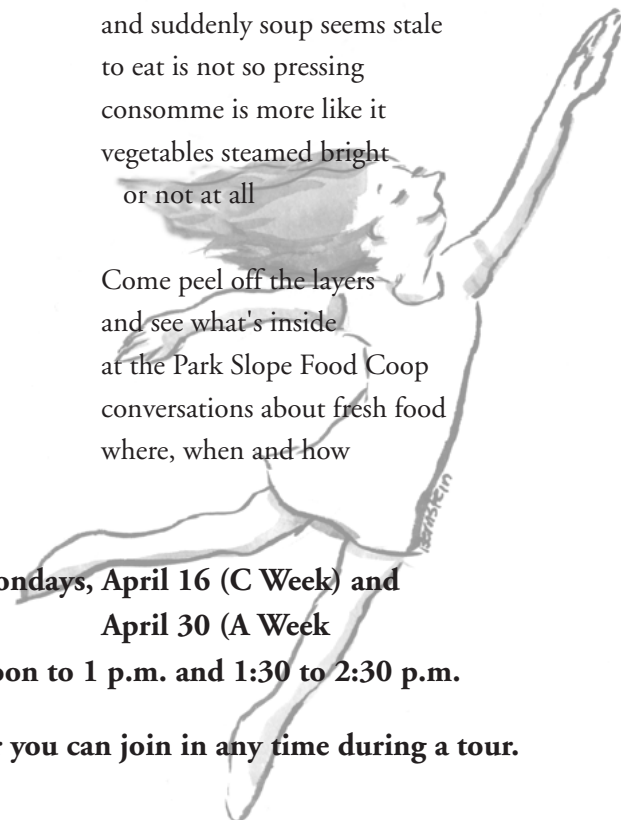 and suddenly soup seems stale
to eat is not so pressing
consomme is more like it
vegetables steamed bright
or not at all
Come peel off the layers
and see what's inside
at the Park Slope Food Coop
conversations about fresh food
where, when and how
ondays, April 16 (C Week) and
April 30 (A Week
oon to 1 p.m. and 1:30 to 2:30 p.m.
you can join in any time during a tour.